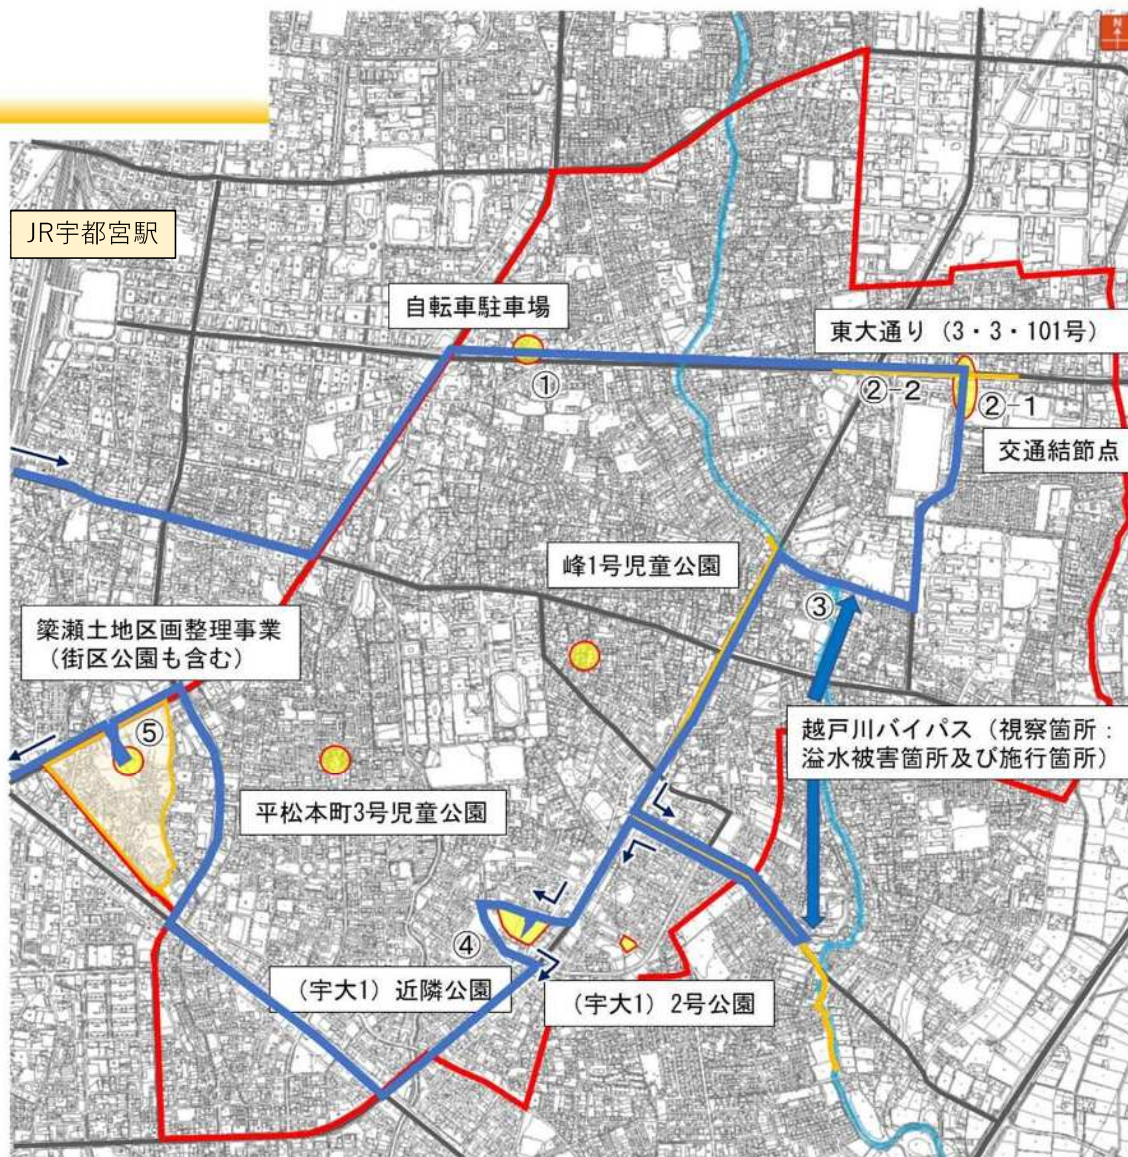 N
JR宇都宮駅
自転車駐車場
①
東大通り（3・3・101号）
②-2
②-1
交通結節点
峰1号児童公園
③
簗瀬土地区画整理事業
（街区公園も含む）
⑤
越戸川バイパス（視察箇所：
溢水被害箇所及び施行箇所）
平松本町3号児童公園
④
（宇大1）近隣公園
（宇大1）2号公園